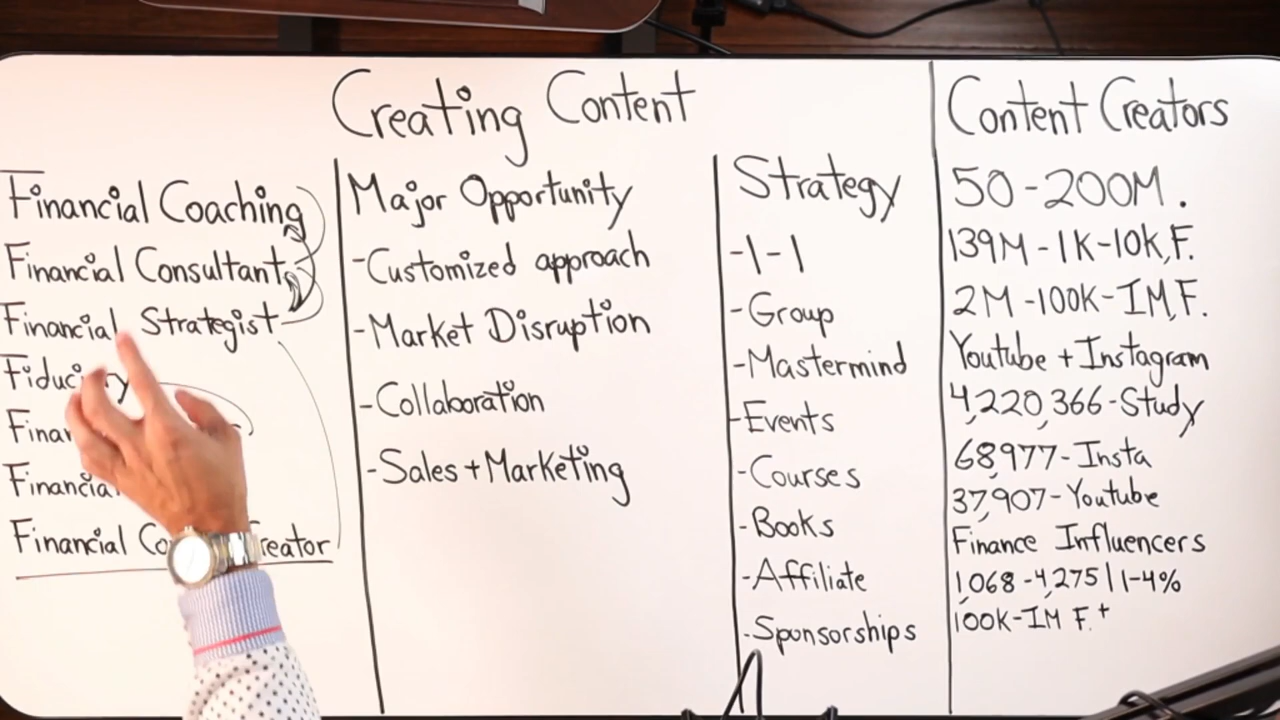 Creating Content
Financial Coaching
Financial Consultant
Financial Strategist
Financial
Creator
Major Opportunity
-Customized approach
-Market Disruption
-Collaboration
-Sales + Marketing
Strategy
-1-1
-Group
-Mastermind
-Events
-Courses
-Books
-Affiliate
-Sponsorships
Content Creators
50-200M.
139M-1K-10K,F.
2M-100K-1M,F.
Youtube + Instagram
4,220,366-Study
68,977-Insta
37,907-Youtube
Finance Influencers
1,068-4,275 | 1-4%
100K-1M F.+